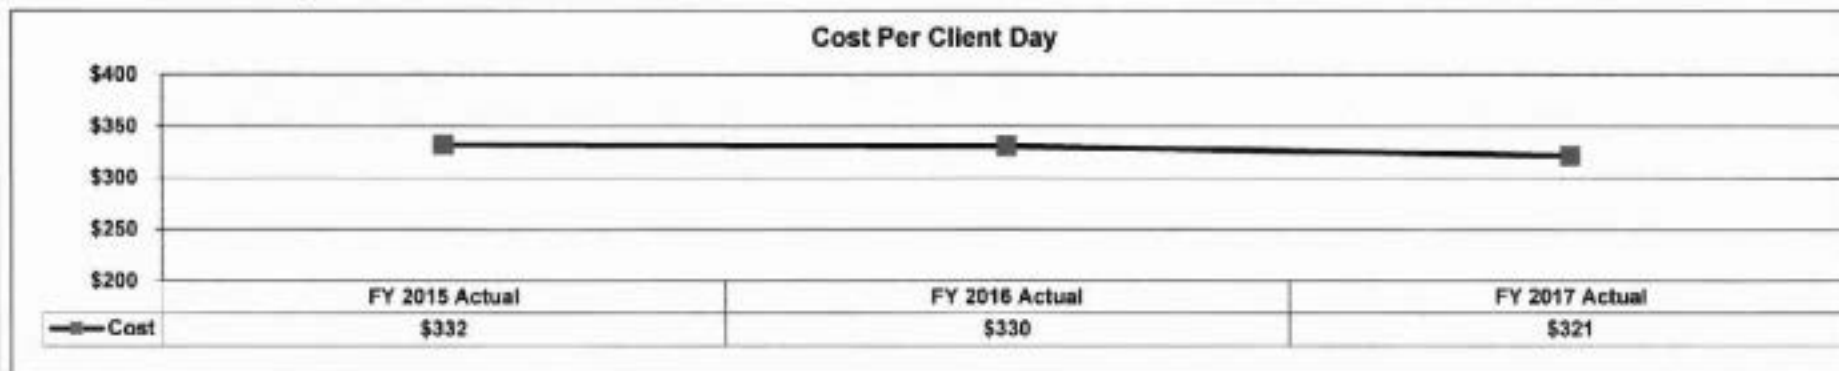 Cost Per Client Day
$400
$350
$300
$250
$200
FY 2015 Actual FY 2016 Actual FY 2017 Actual
Cost $332 $330 $321